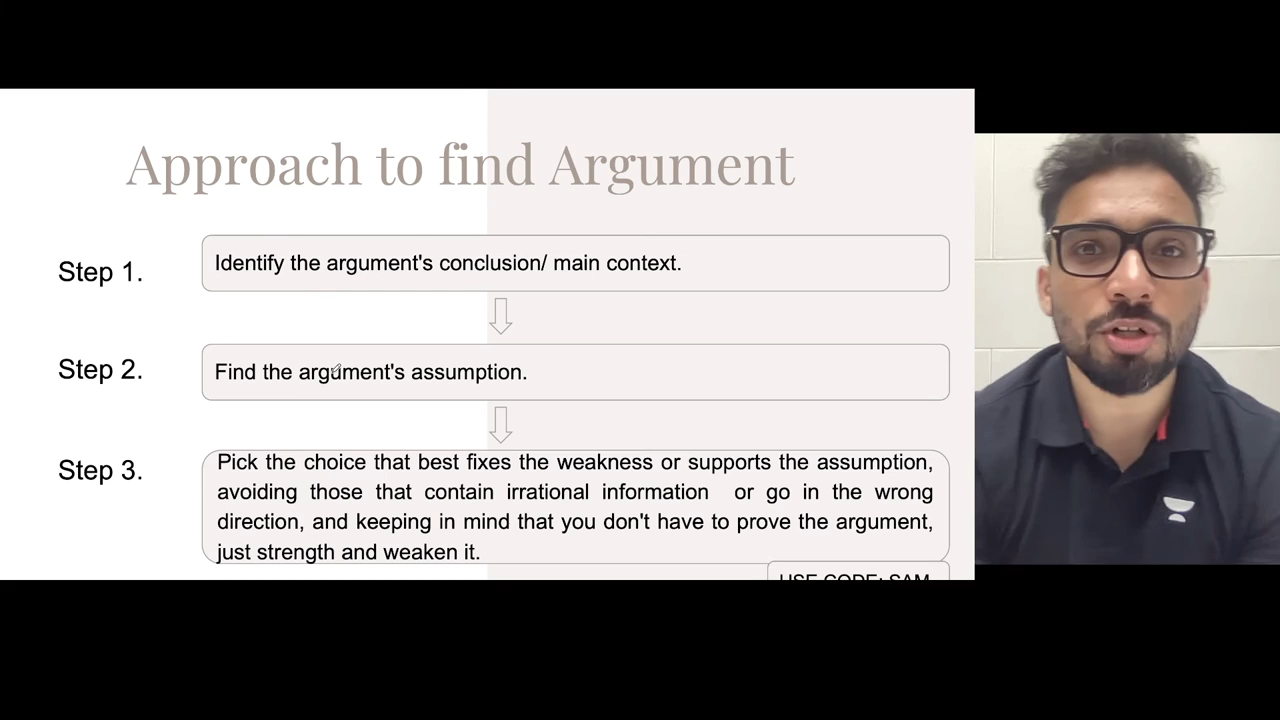 Approach to find Argument
Step 1.
Identify the argument's conclusion/ main context.
Step 2.
Find the argument's assumption.
Step 3.
Pick the choice that best fixes the weakness or supports the assumption,
avoiding those that contain irrational information or go in the wrong
direction, and keeping in mind that you don't have to prove the argument,
just strength and weaken it.
USE CODE: SAM